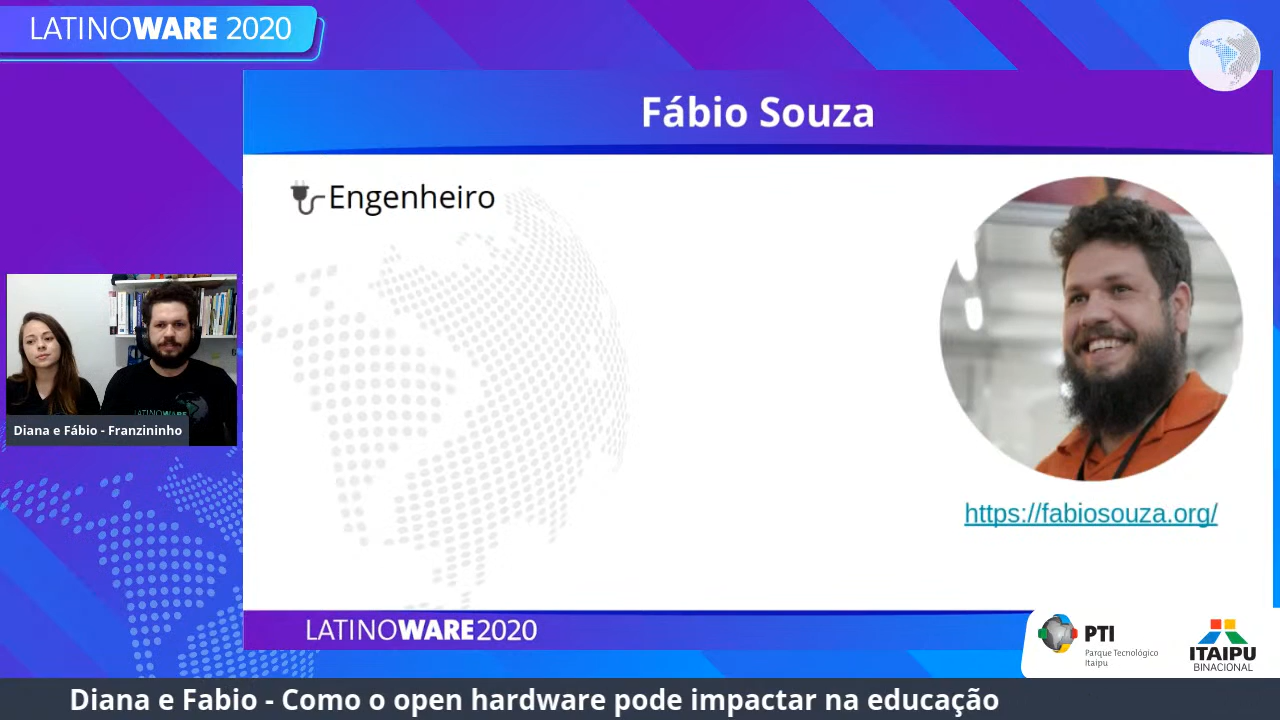 LATINOWARE 2020
Fábio Souza
Engenheiro
LATINOWARE
Diana e Fábio - Franzininho
https://fabiosouza.org/
LATINOWARE2020
PTI
Parque Tecnológico
Itaipu
ITAIPU
BINACIONAL
Diana e Fabio - Como o open hardware pode impactar na educação